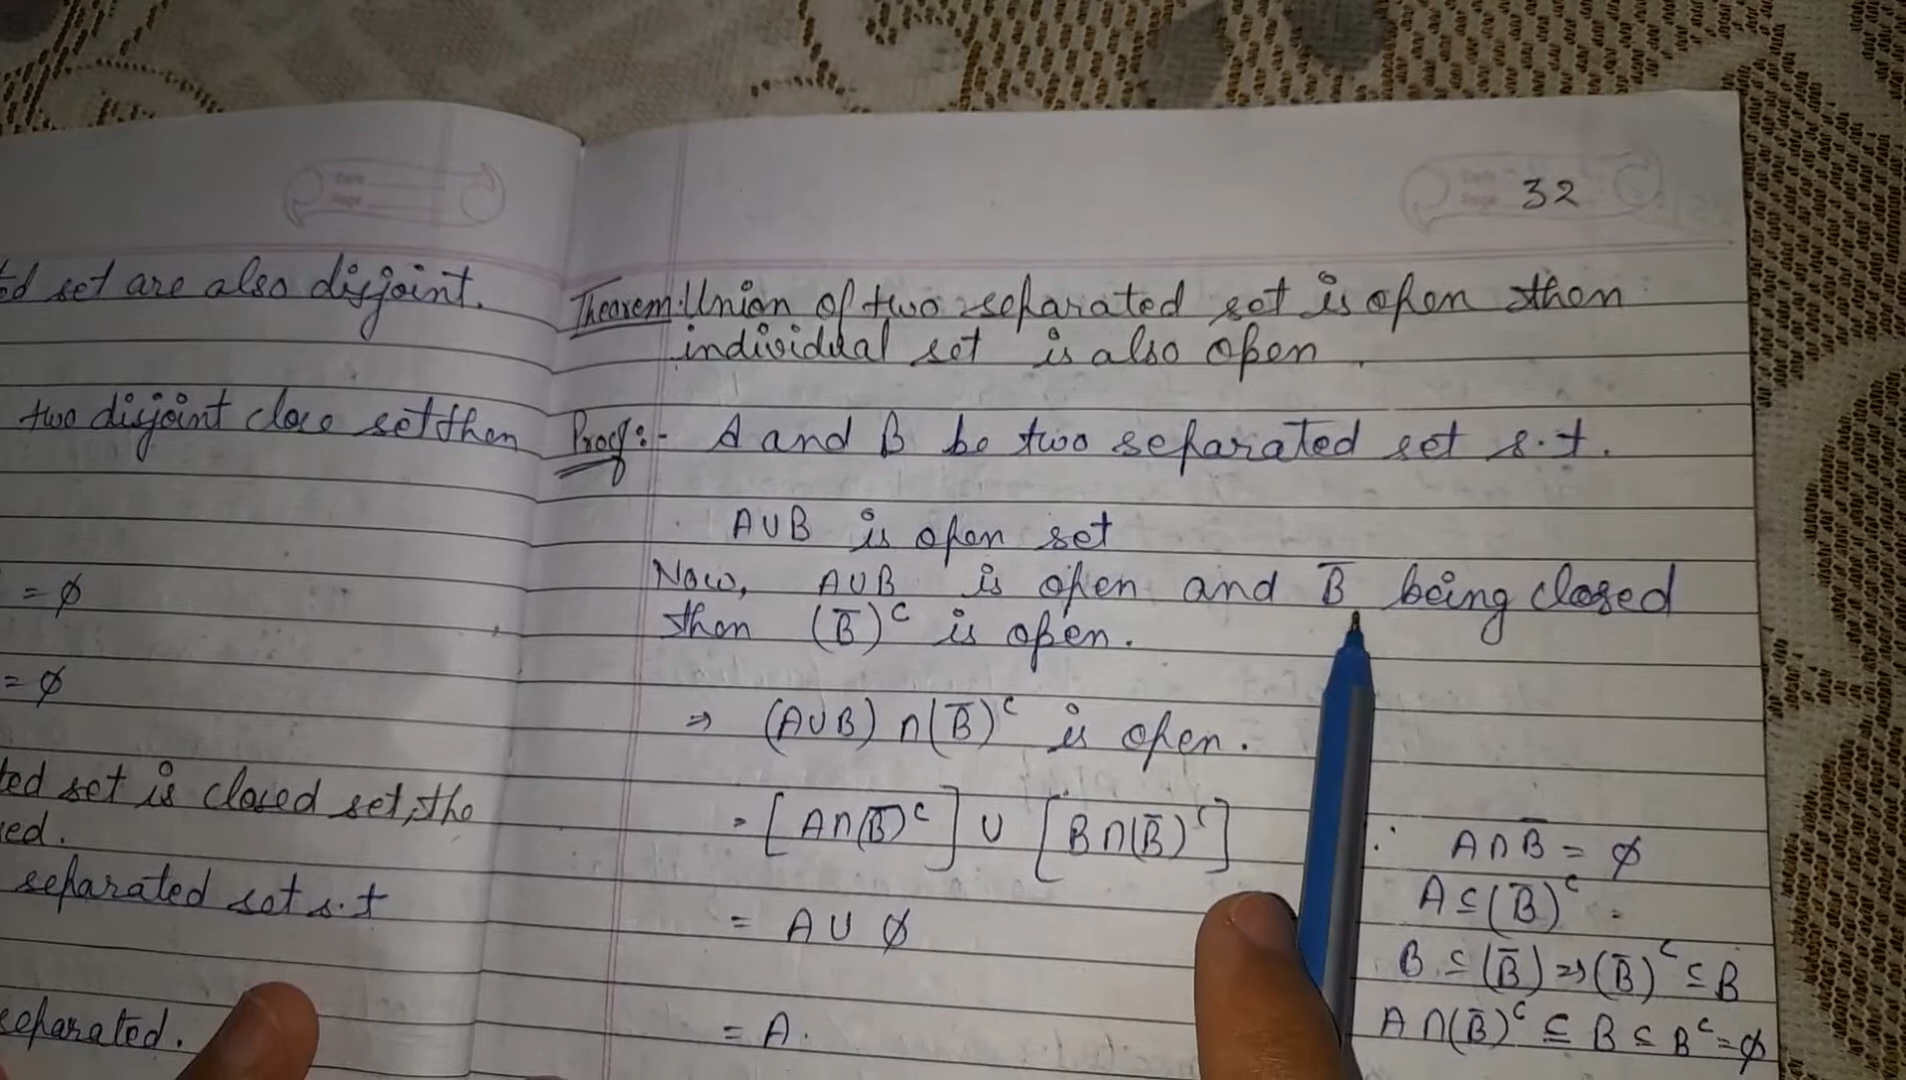 ed set are also disjoint.
two disjoint close set then
= φ
= φ
ted set is closed set, the
ed.
separated set s.t
separated.
32
Theorem:- Union of two separated set is open then
individual set is also open.
Proof:- A and B be two separated set s.t.
A∪B is open set
Now, A∪B is open and B̅ being closed
then (B̅)ᶜ is open.
⇒ (A∪B) ∩ (B̅)ᶜ is open.
= [A∩(B̅)ᶜ] ∪ [B∩(B̅)ᶜ]
= A ∪ φ
= A.
∵ A∩B̅ = φ
A ⊆ (B̅)ᶜ
B ⊆ (B̅) ⇒ (B̅)ᶜ ⊆ B
A∩(B̅)ᶜ ⊆ B ⊆ Bᶜ = φ